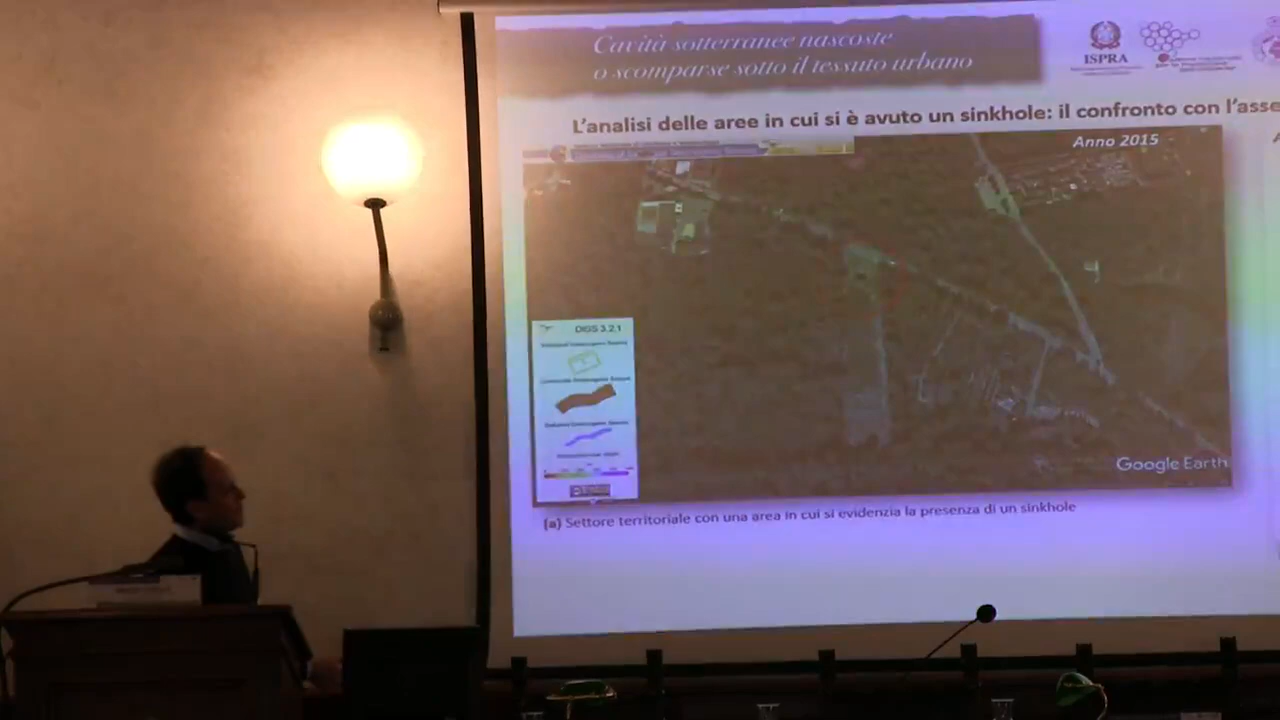 Cavità sotterranee nascoste
o scomparse sotto il tessuto urbano
ISPRA
L'analisi delle aree in cui si è avuto un sinkhole: il confronto con l'asse
Anno 2015
DIGS 3.2.1
Google Earth
(a) Settore territoriale con una area in cui si evidenzia la presenza di un sinkhole